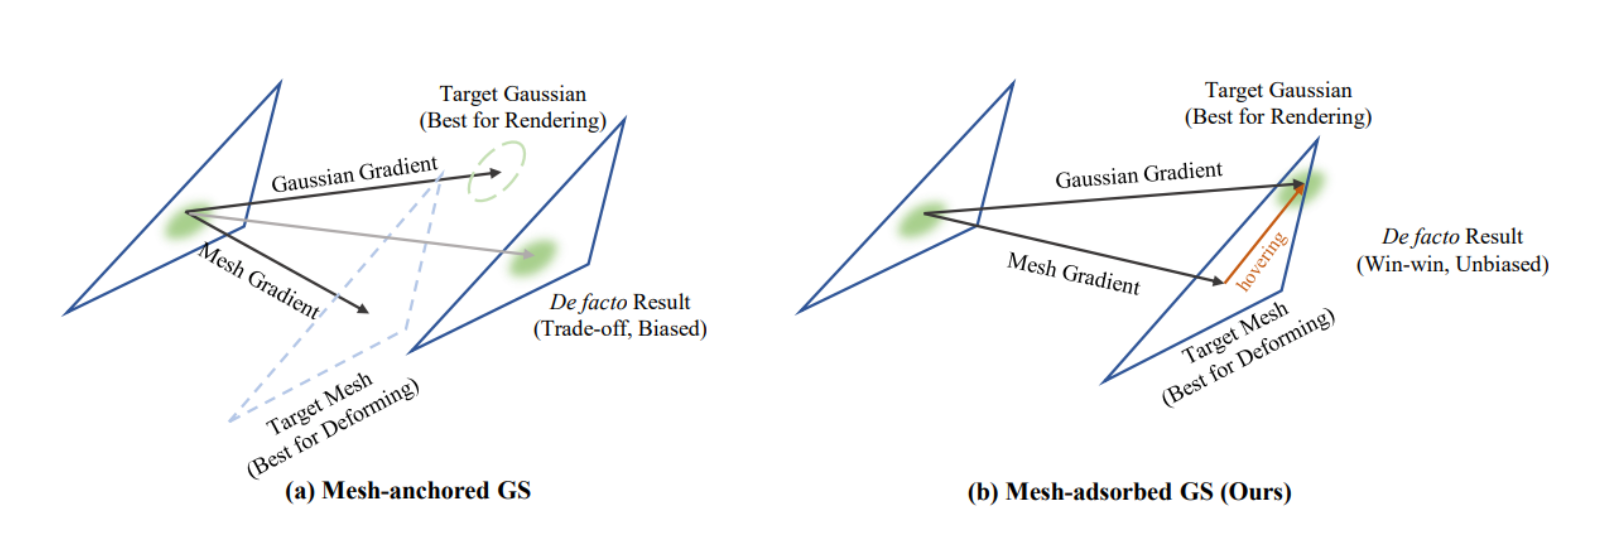 Target Gaussian
(Best for Rendering)
Gaussian Gradient
Mesh Gradient
De facto Result
(Trade-off, Biased)
Target Mesh
(Best for Deforming)
(a) Mesh-anchored GS
Target Gaussian
(Best for Rendering)
Gaussian Gradient
Mesh Gradient
hovering
De facto Result
(Win-win, Unbiased)
Target Mesh
(Best for Deforming)
(b) Mesh-adsorbed GS (Ours)